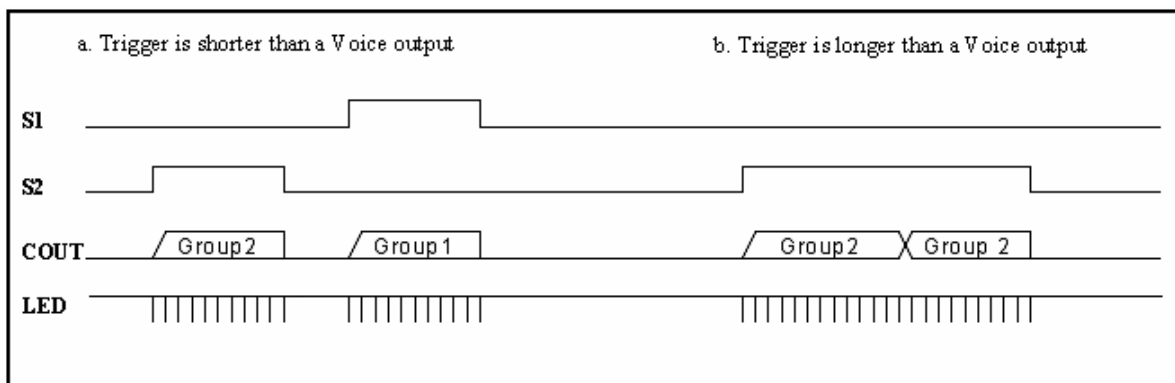 a. Trigger is shorter than a Voice output
b. Trigger is longer than a Voice output
S1
S2
COUT
Group2
Group1
Group2
Group 2
LED